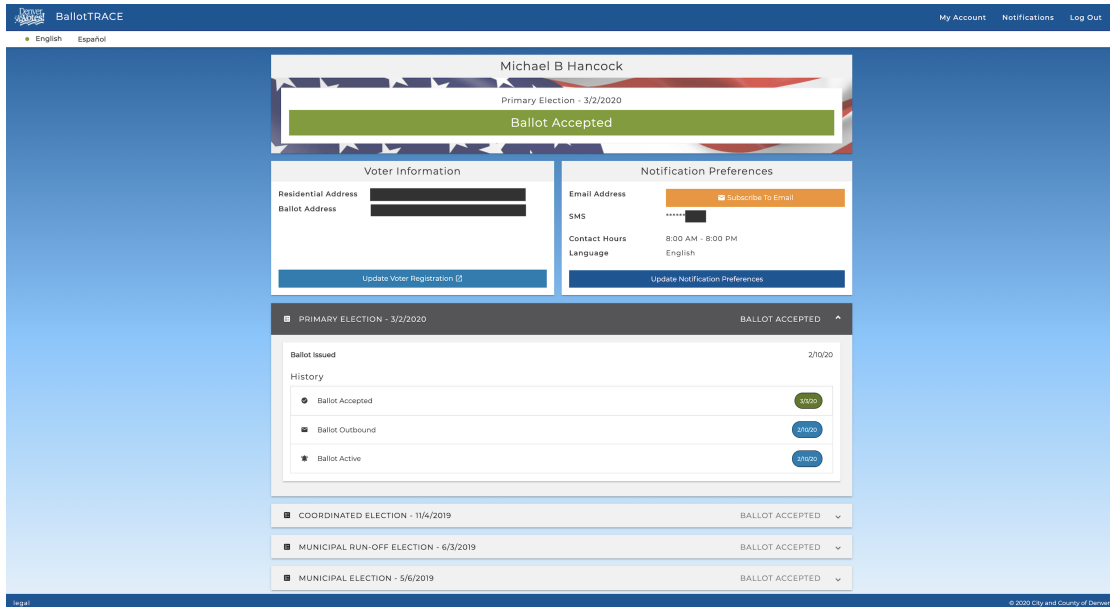 Denver Votes! BallotTRACE My Account Notifications Log Out
English Español
Michael B Hancock
Primary Election - 3/2/2020
Ballot Accepted
Voter Information
Residential Address
Ballot Address
Update Voter Registration
Notification Preferences
Email Address Subscribe To Email
SMS ******
Contact Hours 8:00 AM - 8:00 PM
Language English
Update Notification Preferences
PRIMARY ELECTION - 3/2/2020 BALLOT ACCEPTED
Ballot Issued 2/10/20
History
Ballot Accepted 3/3/20
Ballot Outbound 2/10/20
Ballot Active 2/10/20
COORDINATED ELECTION - 11/4/2019 BALLOT ACCEPTED
MUNICIPAL RUN-OFF ELECTION - 6/3/2019 BALLOT ACCEPTED
MUNICIPAL ELECTION - 5/6/2019 BALLOT ACCEPTED
legal © 2020 City and County of Denver